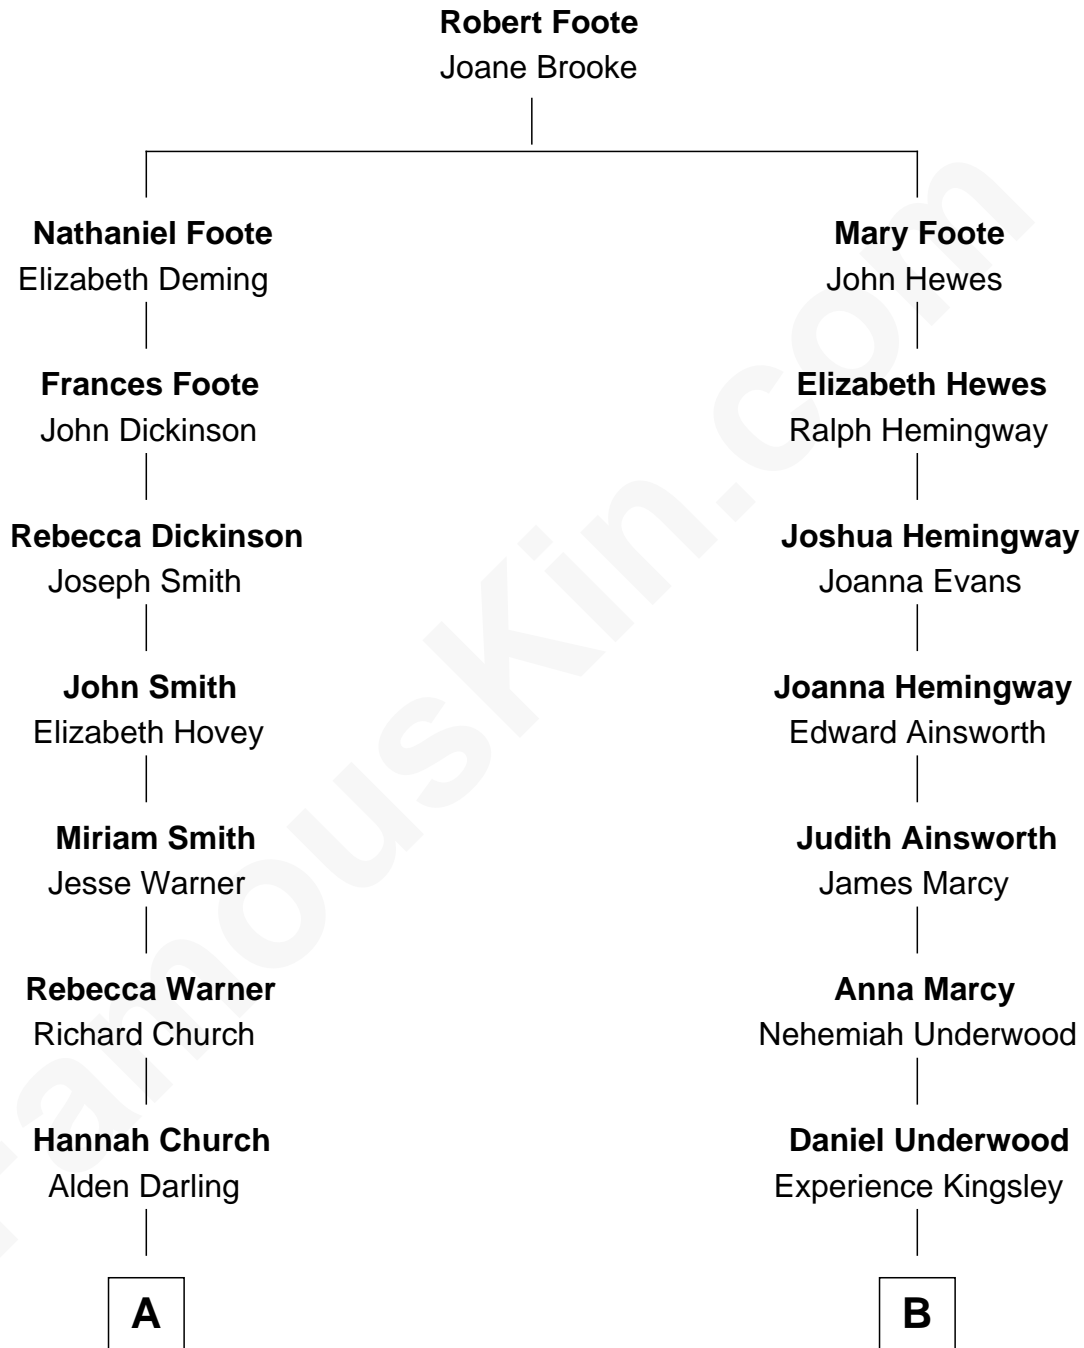 Robert Foote
Joane Brooke
Nathaniel Foote
Elizabeth Deming
Mary Foote
John Hewes
Frances Foote
John Dickinson
Elizabeth Hewes
Ralph Hemingway
Rebecca Dickinson
Joseph Smith
Joshua Hemingway
Joanna Evans
John Smith
Elizabeth Hovey
Joanna Hemingway
Edward Ainsworth
Miriam Smith
Jesse Warner
Judith Ainsworth
James Marcy
Rebecca Warner
Richard Church
Anna Marcy
Nehemiah Underwood
Hannah Church
Alden Darling
Daniel Underwood
Experience Kingsley
A
B
FamousKin.com